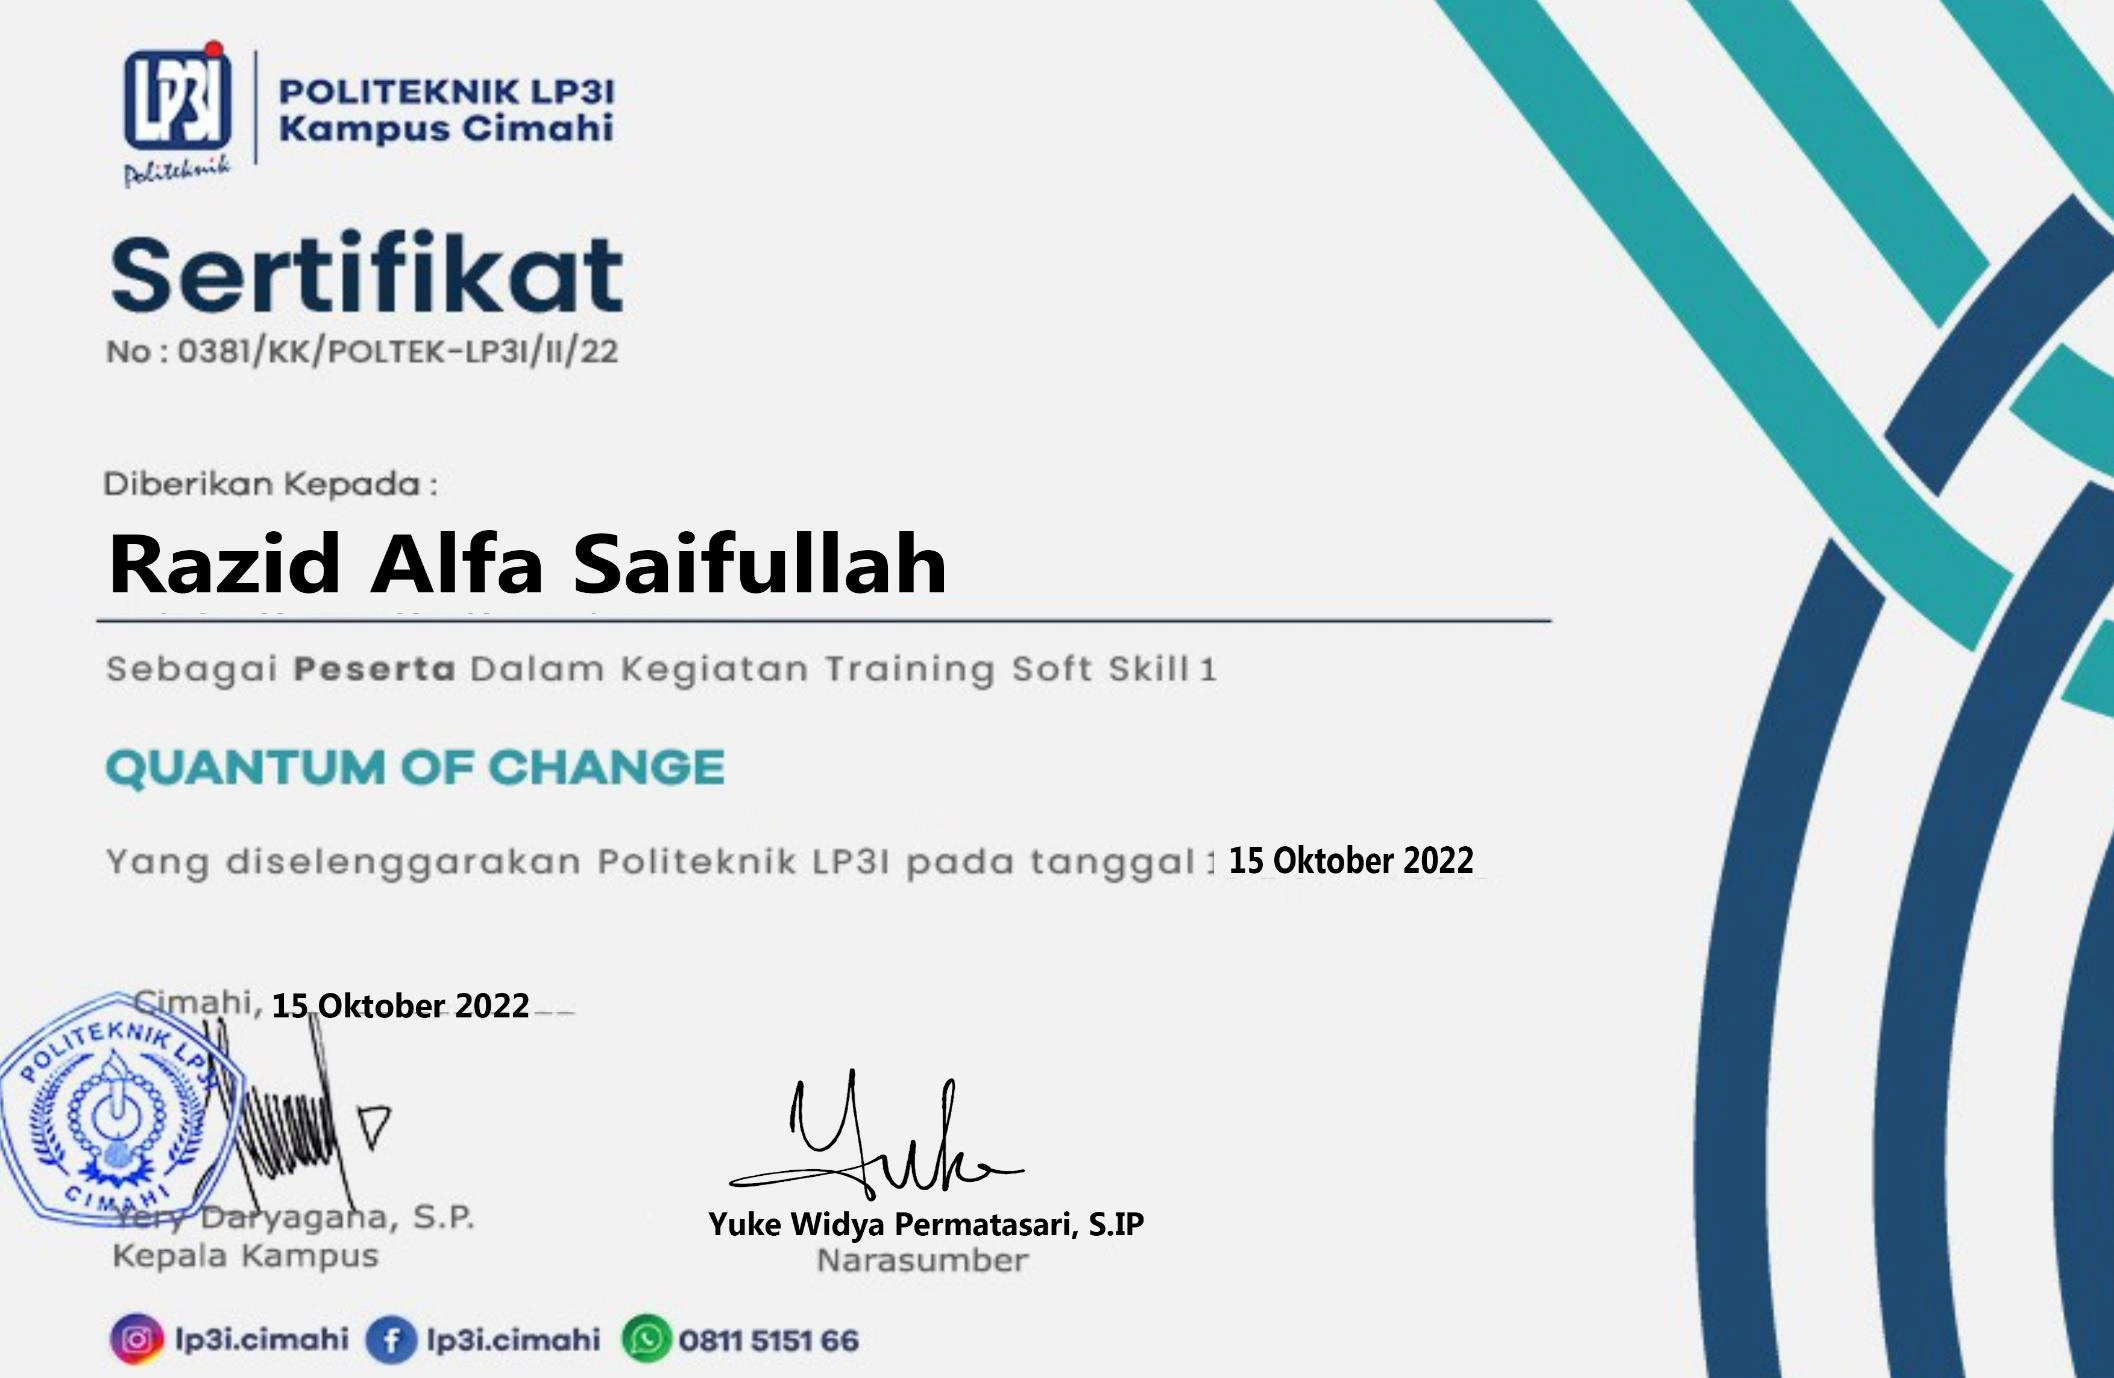 LP3I
Politeknik
POLITEKNIK LP3I
Kampus Cimahi
Sertifikat
No : 0381/KK/POLTEK-LP3I/II/22
Diberikan Kepada :
Razid Alfa Saifullah
Sebagai Peserta Dalam Kegiatan Training Soft Skill 1
QUANTUM OF CHANGE
Yang diselenggarakan Politeknik LP3I pada tanggal 15 Oktober 2022
Cimahi, 15 Oktober 2022
POLITEKNIK LP3I
CIMAHI
Yuke
Yery Daryagana, S.P.
Kepala Kampus
Yuke Widya Permatasari, S.IP
Narasumber
lp3i.cimahi lp3i.cimahi 0811 5151 66